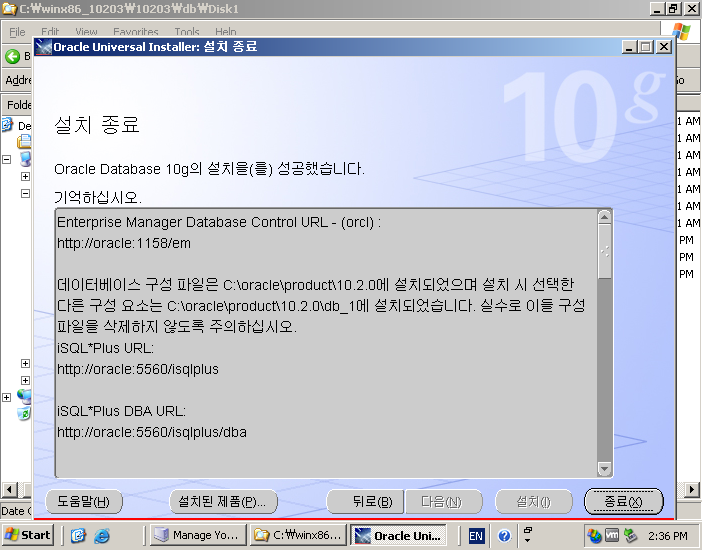 C:₩winx86_10203₩10203₩db₩Disk1
File Edit View Favorites Tools Help
Oracle Universal Installer: 설치 종료
10g
설치 종료
Oracle Database 10g의 설치을(를) 성공했습니다.
기억하십시오.
Enterprise Manager Database Control URL - (orcl) :
http://oracle:1158/em
데이터베이스 구성 파일은 C:\oracle\product\10.2.0에 설치되었으며 설치 시 선택한
다른 구성 요소는 C:\oracle\product\10.2.0\db_1에 설치되었습니다. 실수로 이들 구성
파일을 삭제하지 않도록 주의하십시오.
iSQL*Plus URL:
http://oracle:5560/isqlplus
iSQL*Plus DBA URL:
http://oracle:5560/isqlplus/dba
1 AM
1 AM
1 AM
1 AM
1 AM
1 AM
1 AM
PM
PM
PM
도움말(H) 설치된 제품(P)... 뒤로(B) 다음(N) 설치(I) 종료(X)
Start Manage Yo... C:₩winx86... Oracle Uni... EN 2:36 PM